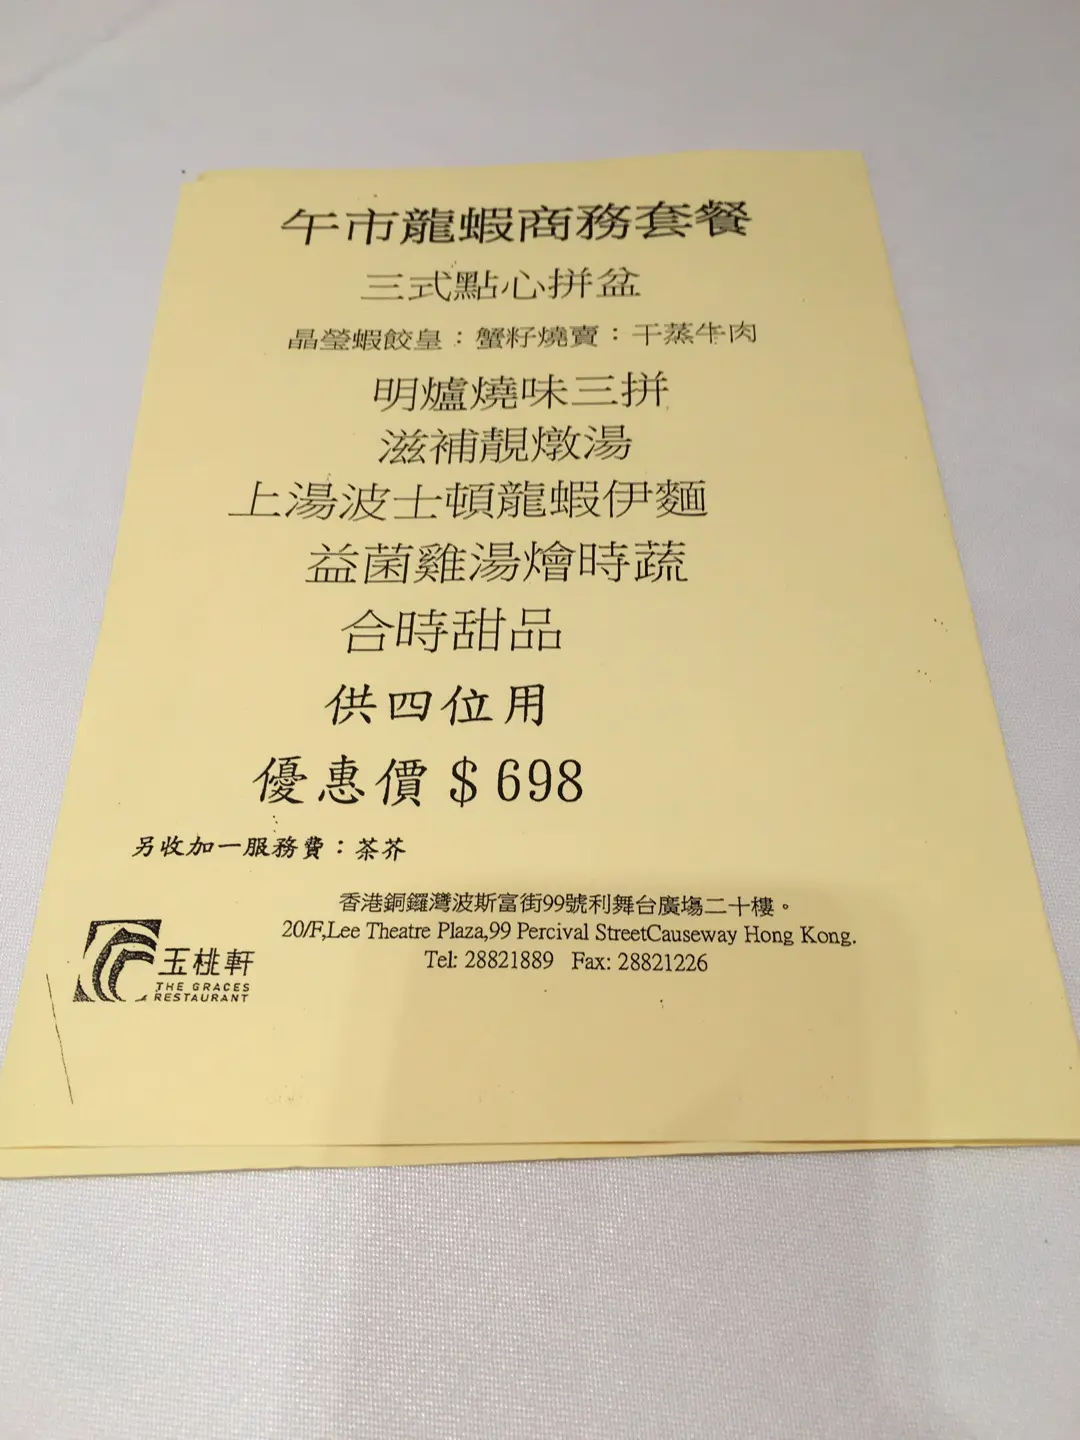 午市龍蝦商務套餐
三式點心拼盆
晶瑩蝦餃皇：蟹籽燒賣：干蒸牛肉
明爐燒味三拼
滋補靚燉湯
上湯波士頓龍蝦伊麵
益菌雞湯燴時蔬
合時甜品
供四位用
優惠價＄698
另收加一服務費：茶芥
香港銅鑼灣波斯富街99號利舞台廣場二十樓。
20/F,Lee Theatre Plaza,99 Percival StreetCauseway Hong Kong.
Tel: 28821889 Fax: 28821226
玉桃軒
THE GRACES
RESTAURANT